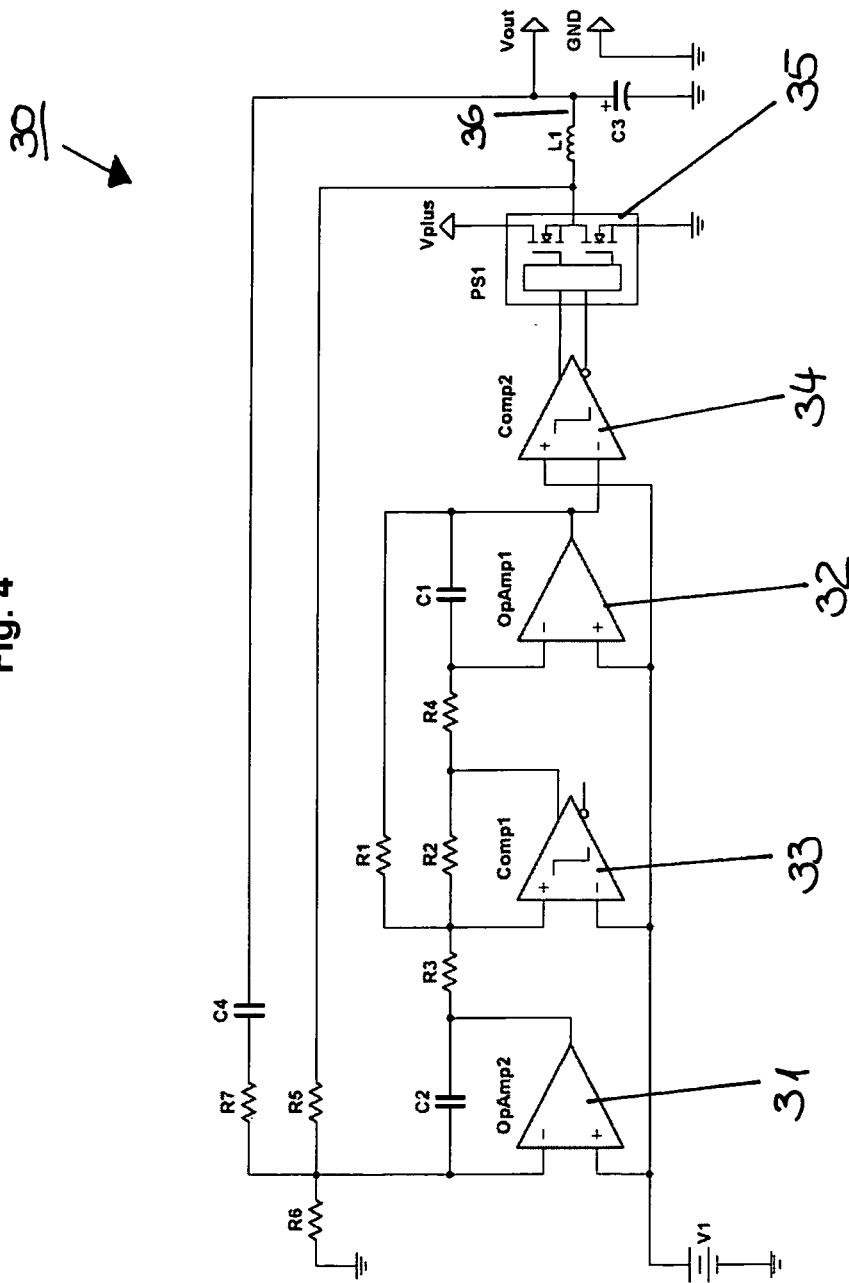 Fig. 4
30
Vout
GND
36
35
L1
C3
+
Vplus
PS1
Comp2
+
-
34
C1
OpAmp1
-
+
32
R4
R1
R2
Comp1
+
-
33
R3
C4
R7
R5
C2
OpAmp2
-
+
31
R6
V1